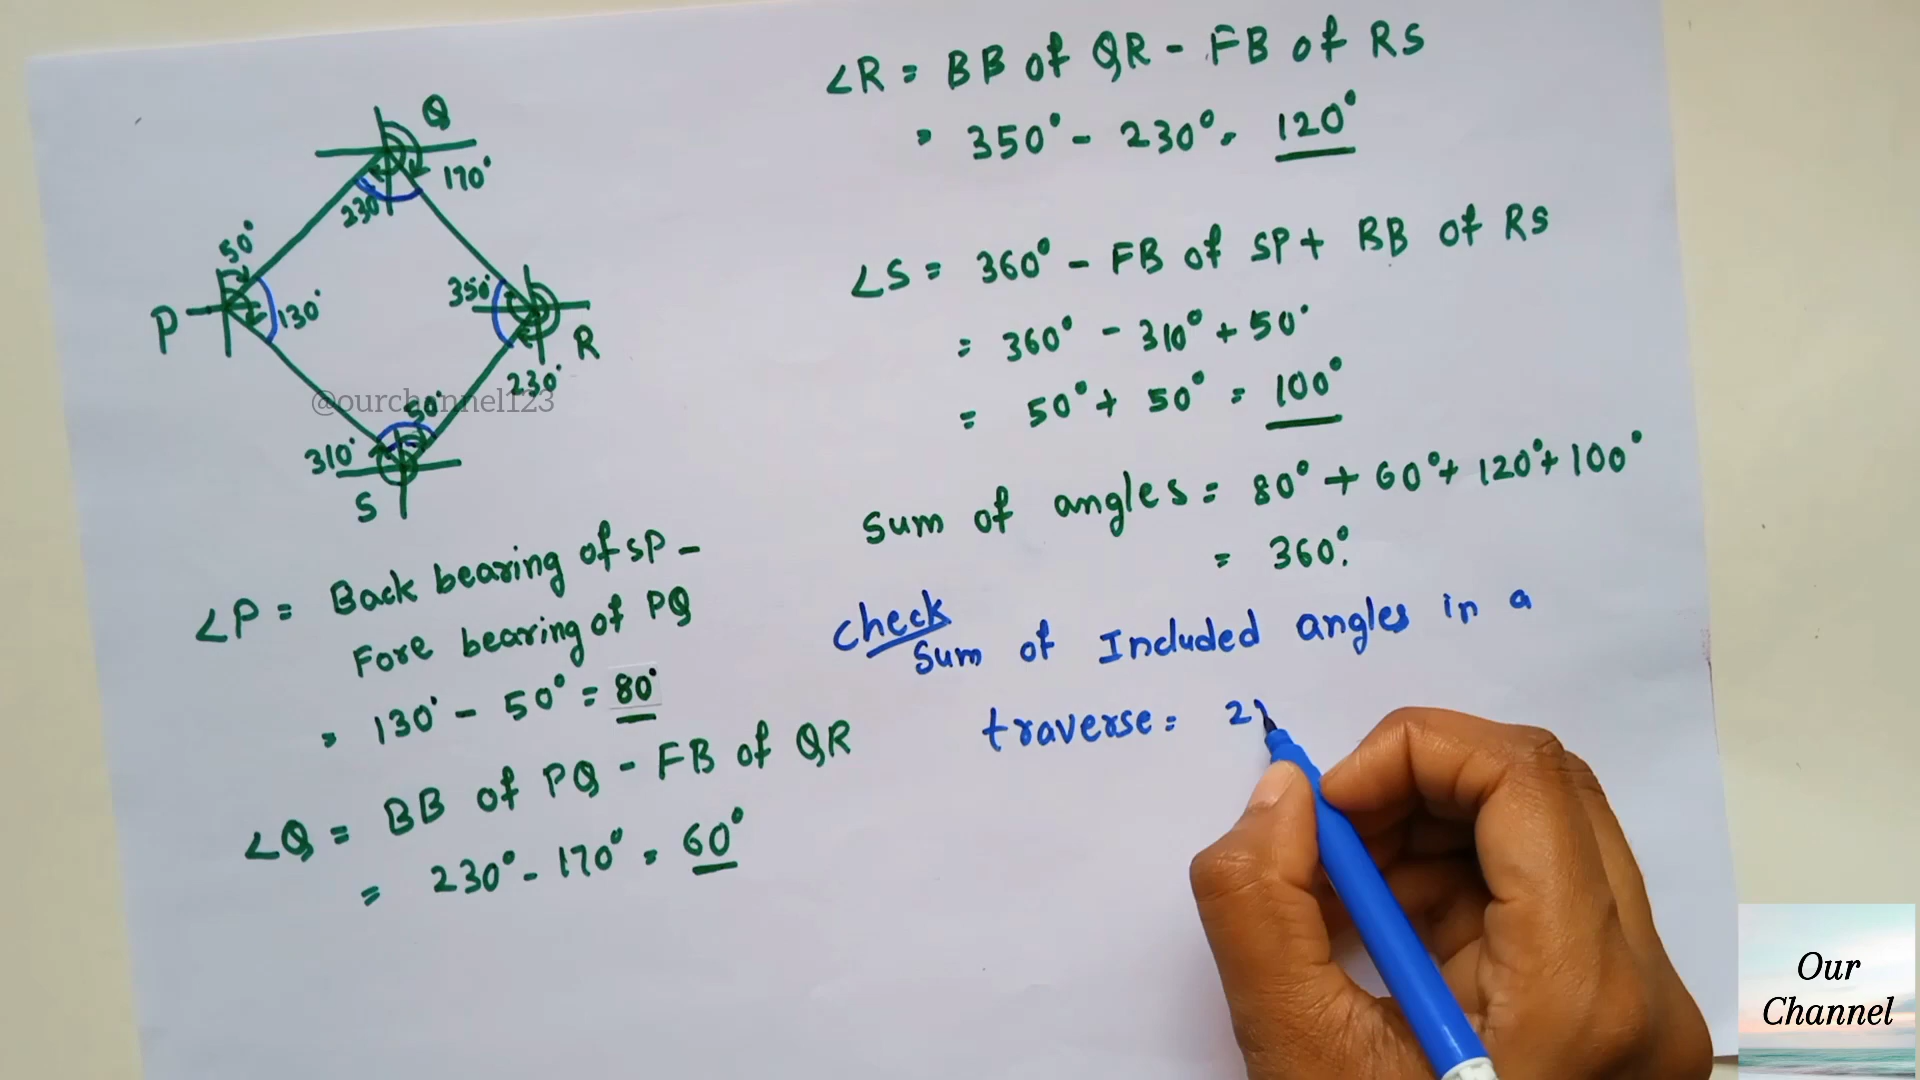 Q
170°
230°
50°
P
130°
350°
R
230°
@ourchannel123
50°
310°
S
∠P = Back bearing of SP -
Fore bearing of PQ
= 130° - 50° = 80°
∠Q = BB of PQ - FB of QR
= 230° - 170° = 60°
∠R = BB of QR - FB of RS
= 350° - 230° = 120°
∠S = 360° - FB of SP + BB of RS
= 360° - 310° + 50°
= 50° + 50° = 100°
Sum of angles = 80° + 60° + 120° + 100°
= 360°.
Check
Sum of Included angles in a
traverse = 2
Our
Channel